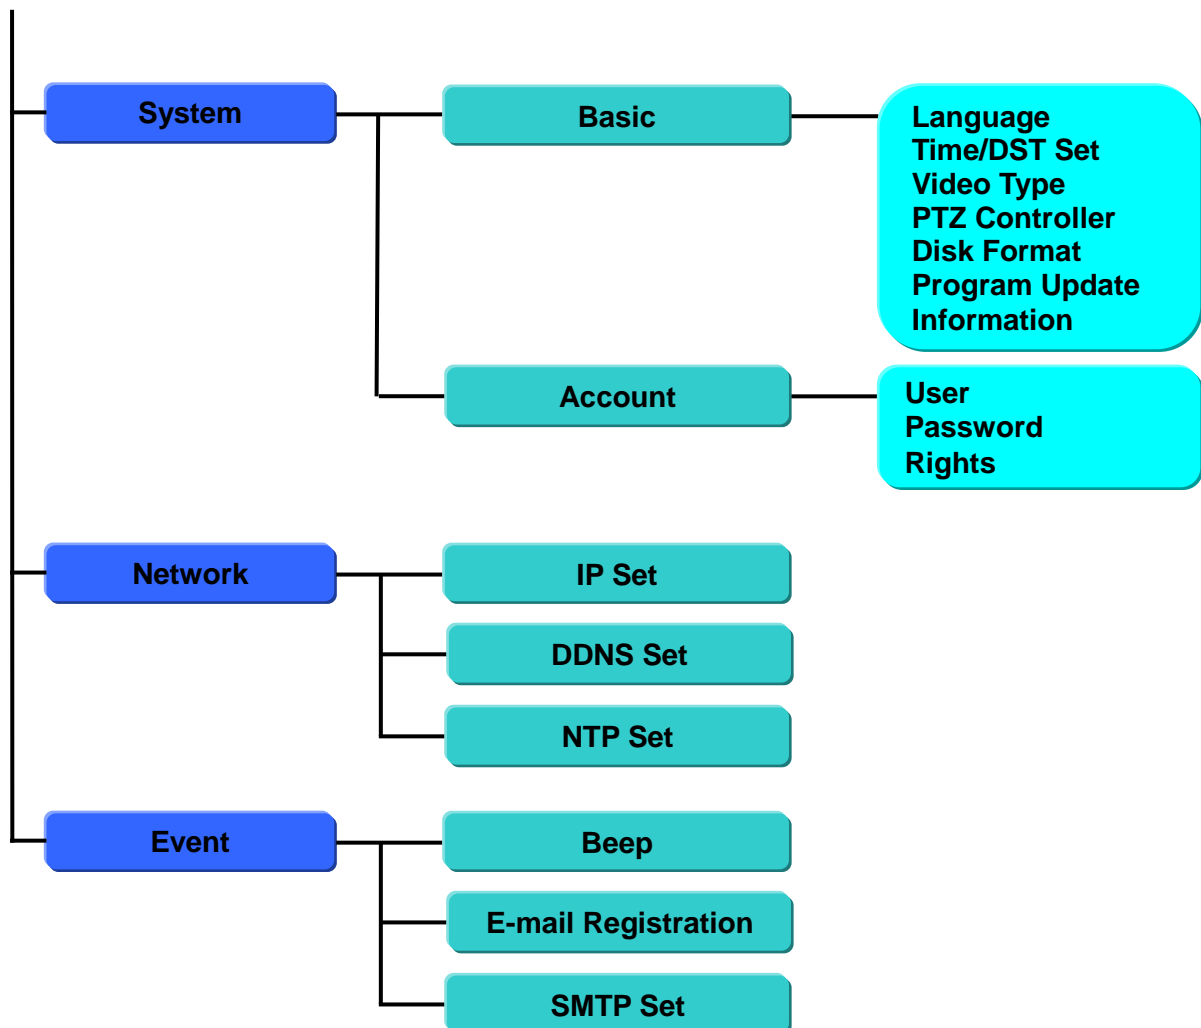 System
Basic
Language
Time/DST Set
Video Type
PTZ Controller
Disk Format
Program Update
Information
Account
User
Password
Rights
Network
IP Set
DDNS Set
NTP Set
Event
Beep
E-mail Registration
SMTP Set